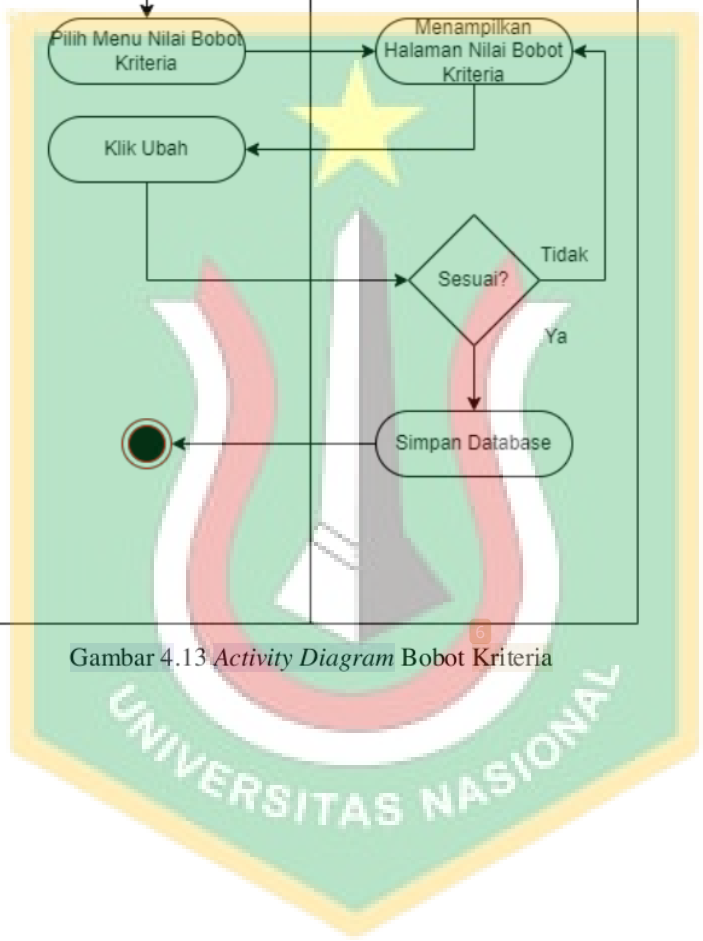 Pilih Menu Nilai Bobot
Kriteria
Menampilkan
Halaman Nilai Bobot
Kriteria
Klik Ubah
Sesuai?
Tidak
Ya
Simpan Database
6
Gambar 4.13 Activity Diagram Bobot Kriteria
UNIVERSITAS NASIONAL